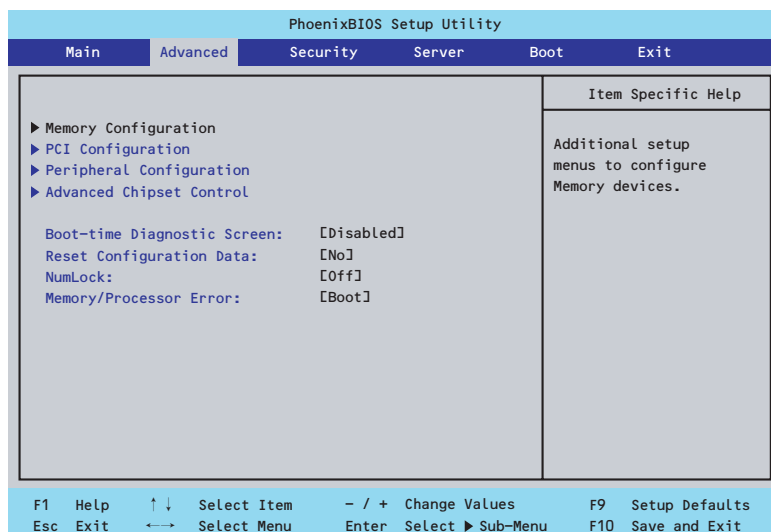 PhoenixBIOS Setup Utility
Main Advanced Security Server Boot Exit
Item Specific Help
▶ Memory Configuration
▶ PCI Configuration
▶ Peripheral Configuration
▶ Advanced Chipset Control
Additional setup
menus to configure
Memory devices.
Boot-time Diagnostic Screen: [Disabled]
Reset Configuration Data: [No]
NumLock: [Off]
Memory/Processor Error: [Boot]
F1 Help ↑↓ Select Item - / + Change Values F9 Setup Defaults
Esc Exit ←→ Select Menu Enter Select ▶ Sub-Menu F10 Save and Exit